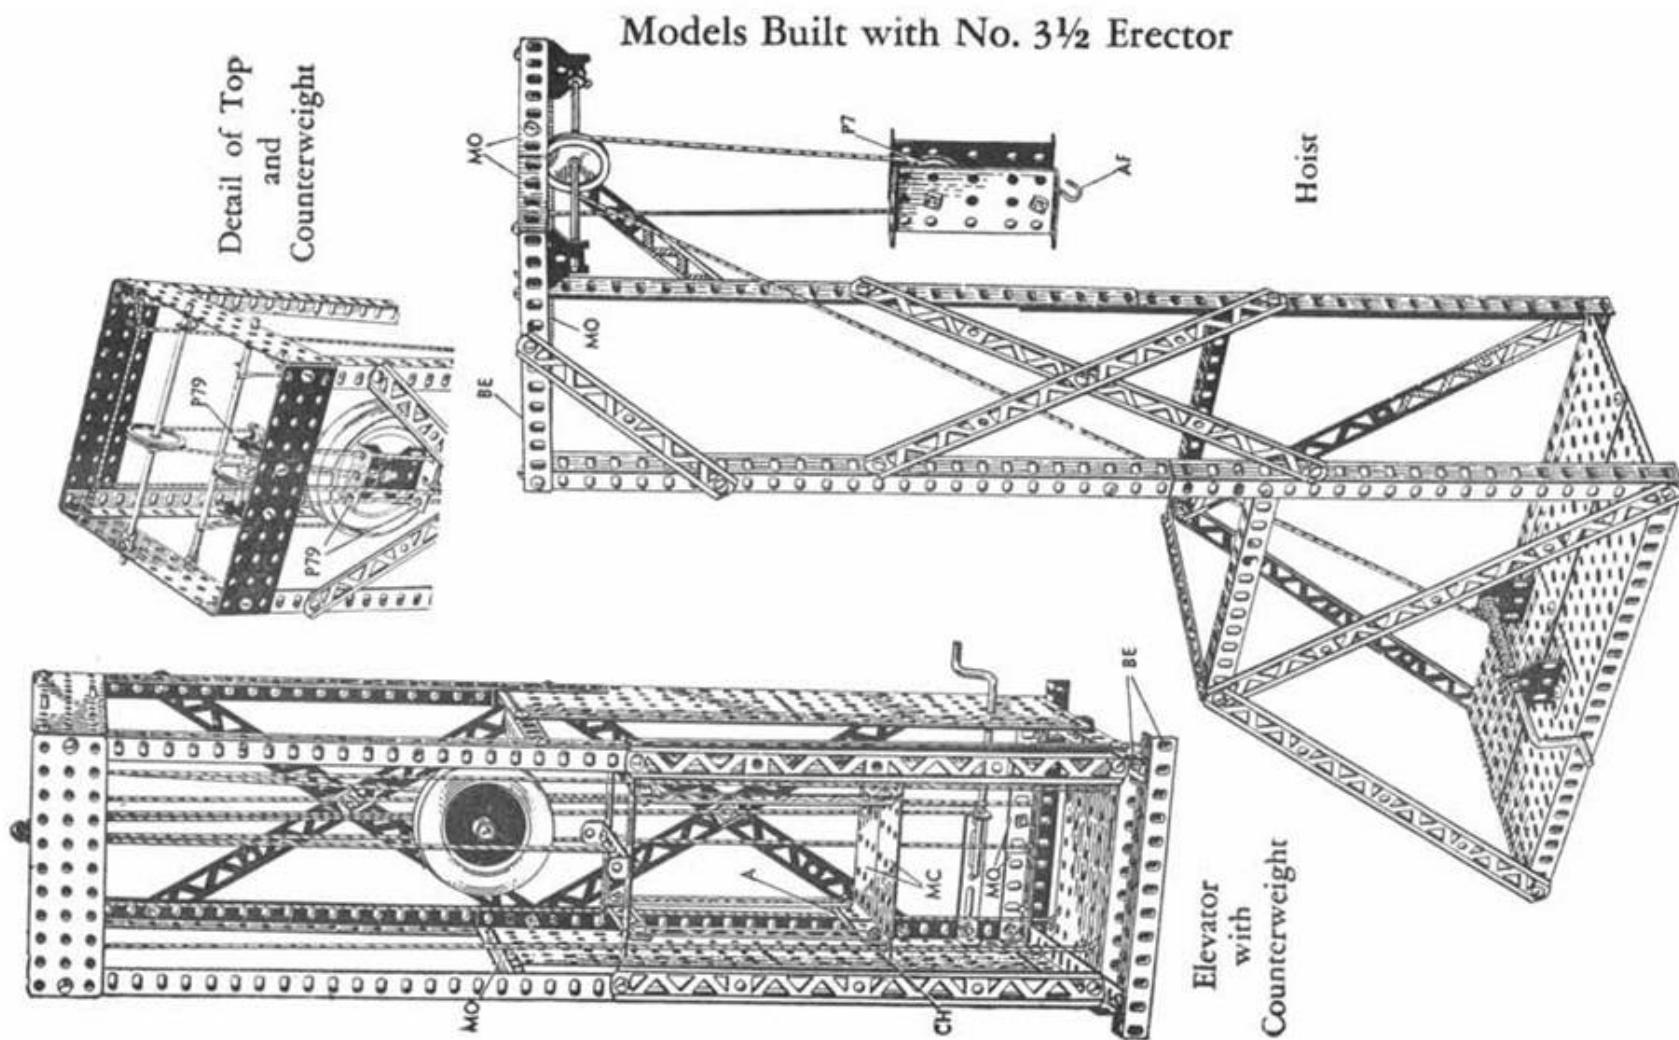 Models Built with No. 3½ Erector
Detail of Top
and
Counterweight
P79
P79
MO
BE
MO
P7
AF
Hoist
MO
A
MC
MO
CH
BE
Elevator
with
Counterweight